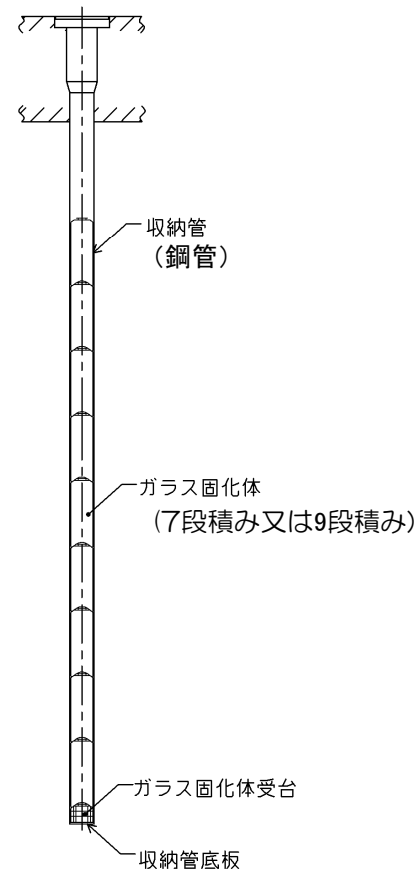 収納管
（鋼管）
ガラス固化体
（7段積み又は9段積み）
ガラス固化体受台
収納管底板